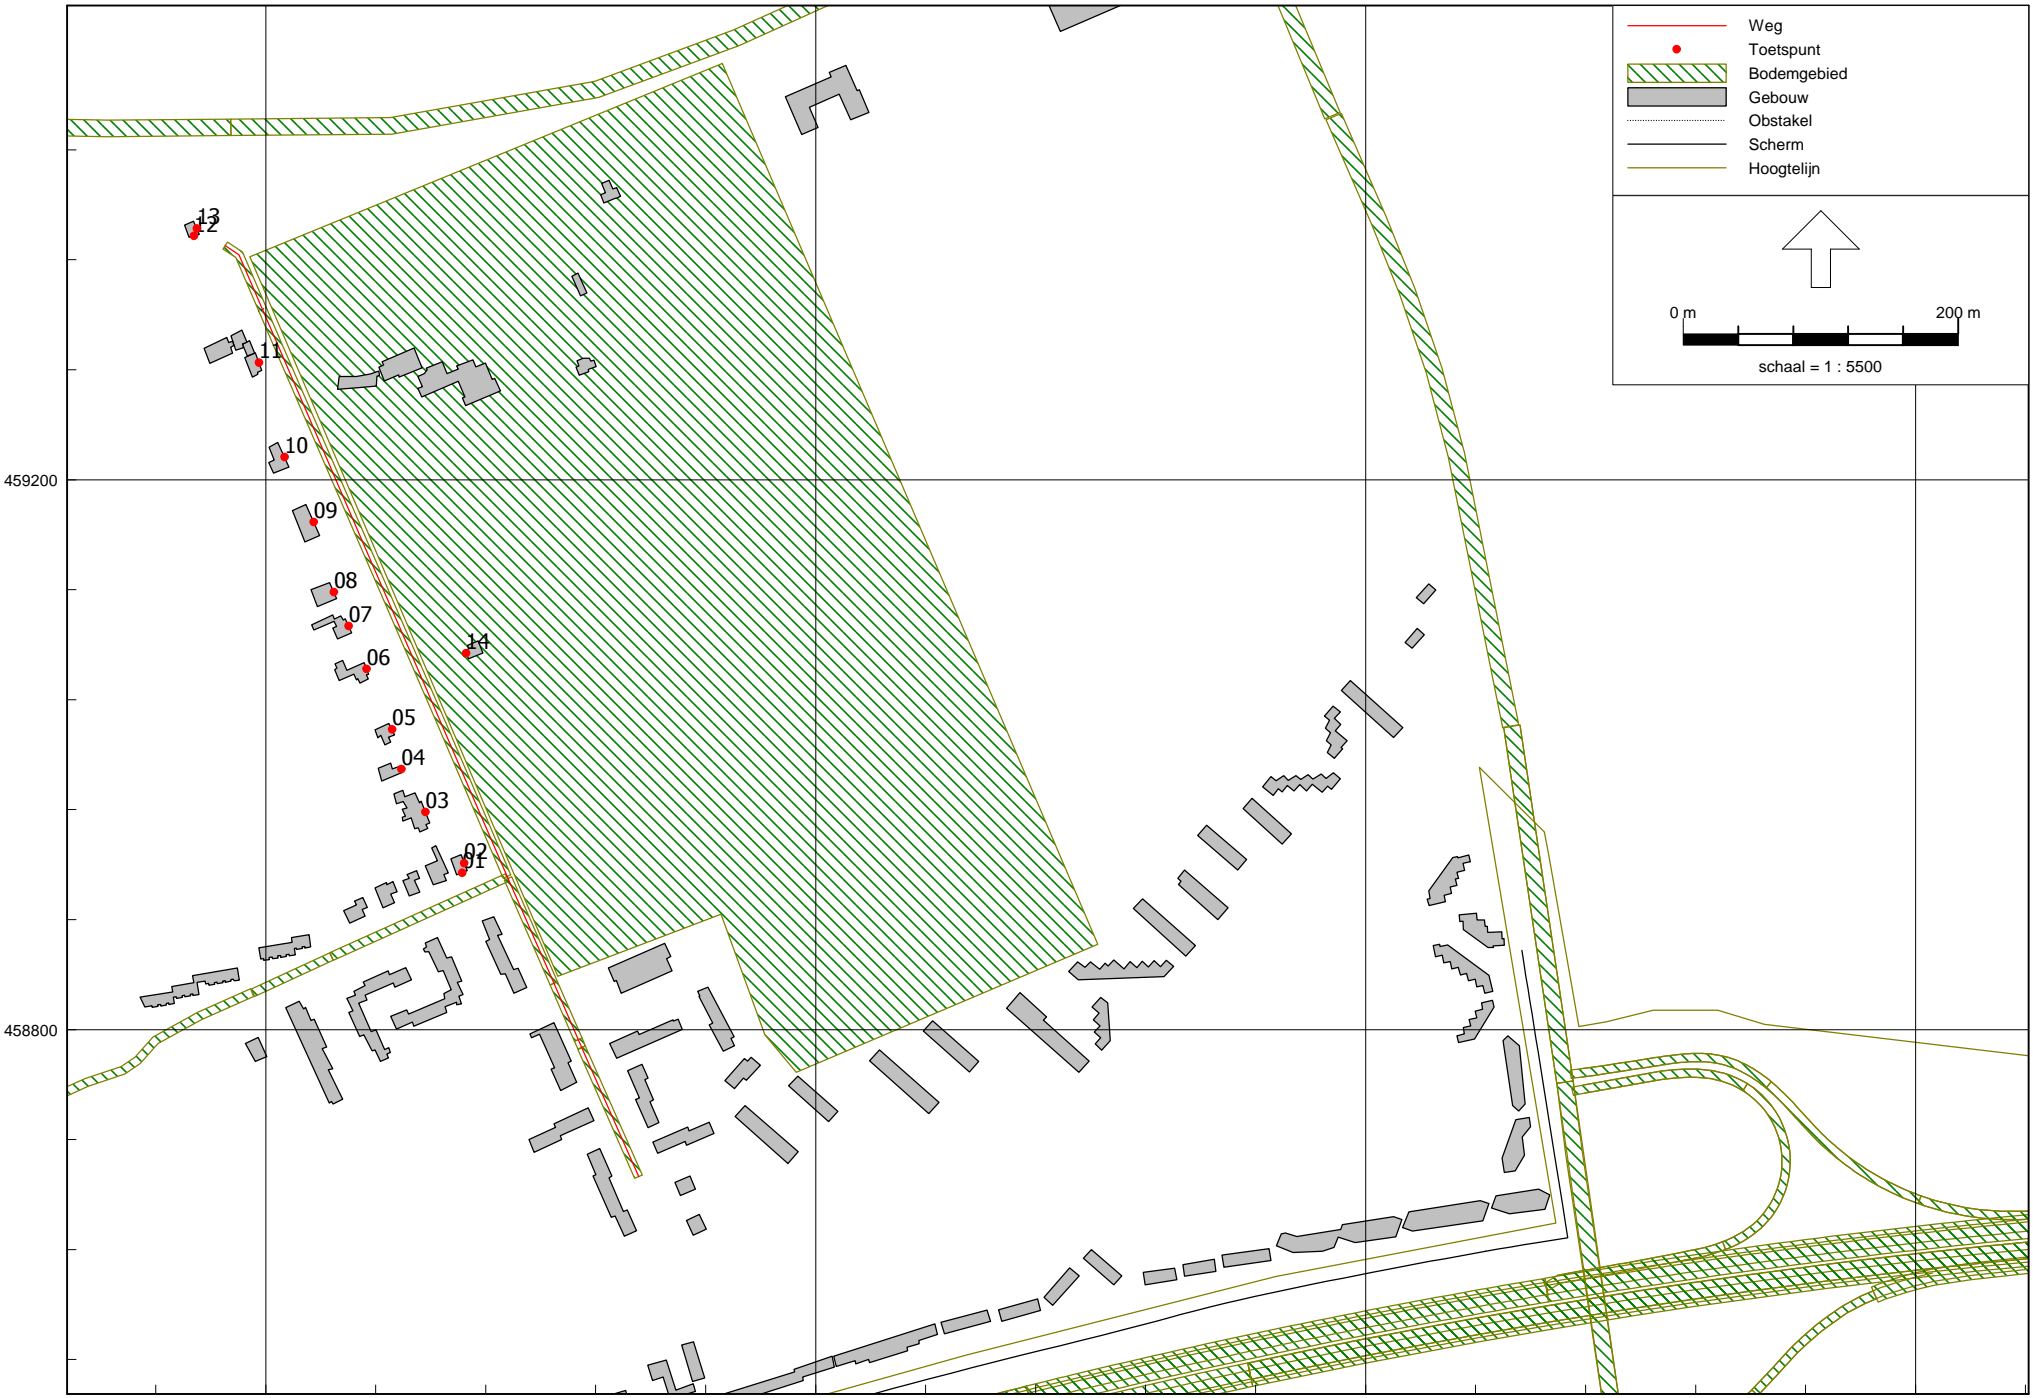 Weg
Toetspunt
Bodemgebied
Gebouw
Obstakel
Scherm
Hoogtelijn
0 m 200 m
schaal = 1 : 5500
13
12
11
10
459200
09
08
07
14
06
05
04
03
02
01
458800